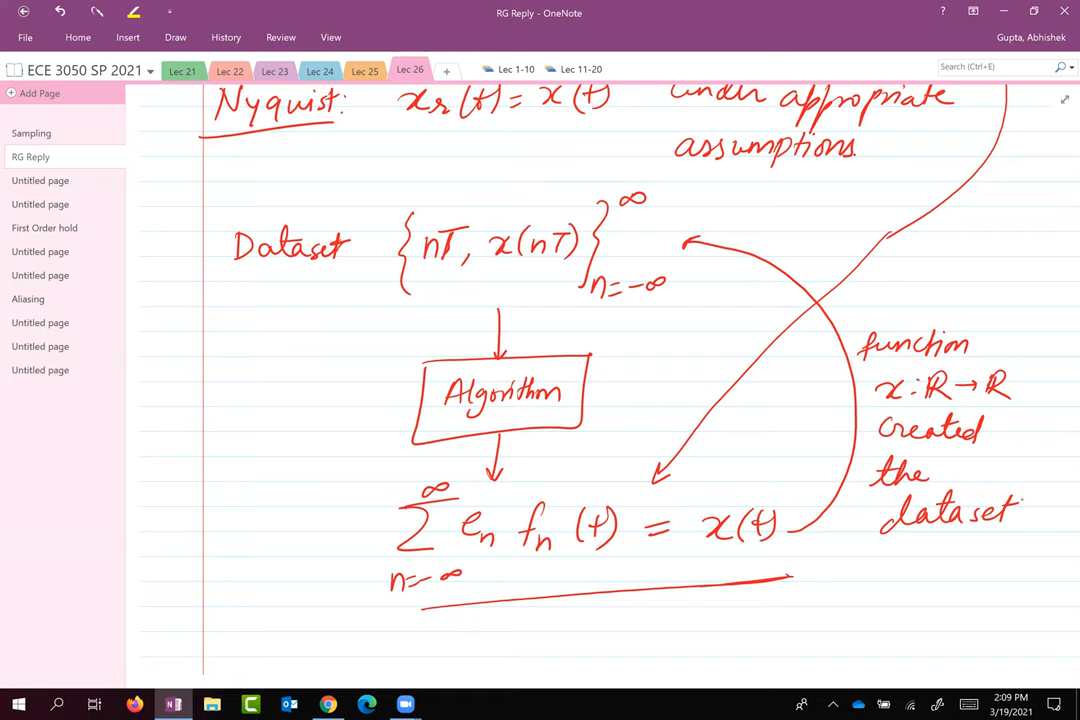 RG Reply - OneNote
Gupta, Abhishek
File Home Insert Draw History Review View
ECE 3050 SP 2021
Lec 21
Lec 22
Lec 23
Lec 24
Lec 25
Lec 26
Lec 1-10
Lec 11-20
Search (Ctrl+E)
Add Page
Sampling
RG Reply
Untitled page
Untitled page
First Order hold
Untitled page
Untitled page
Aliasing
Untitled page
Untitled page
Untitled page
Nyquist: xr(t) = x(t) under appropriate
assumptions.
Dataset { nT, x(nT) }
∞
n=-∞
Algorithm
function
x: ℝ → ℝ
created
the
dataset
∞
∑ en fn (t) = x(t)
n=-∞
2:09 PM
3/19/2021